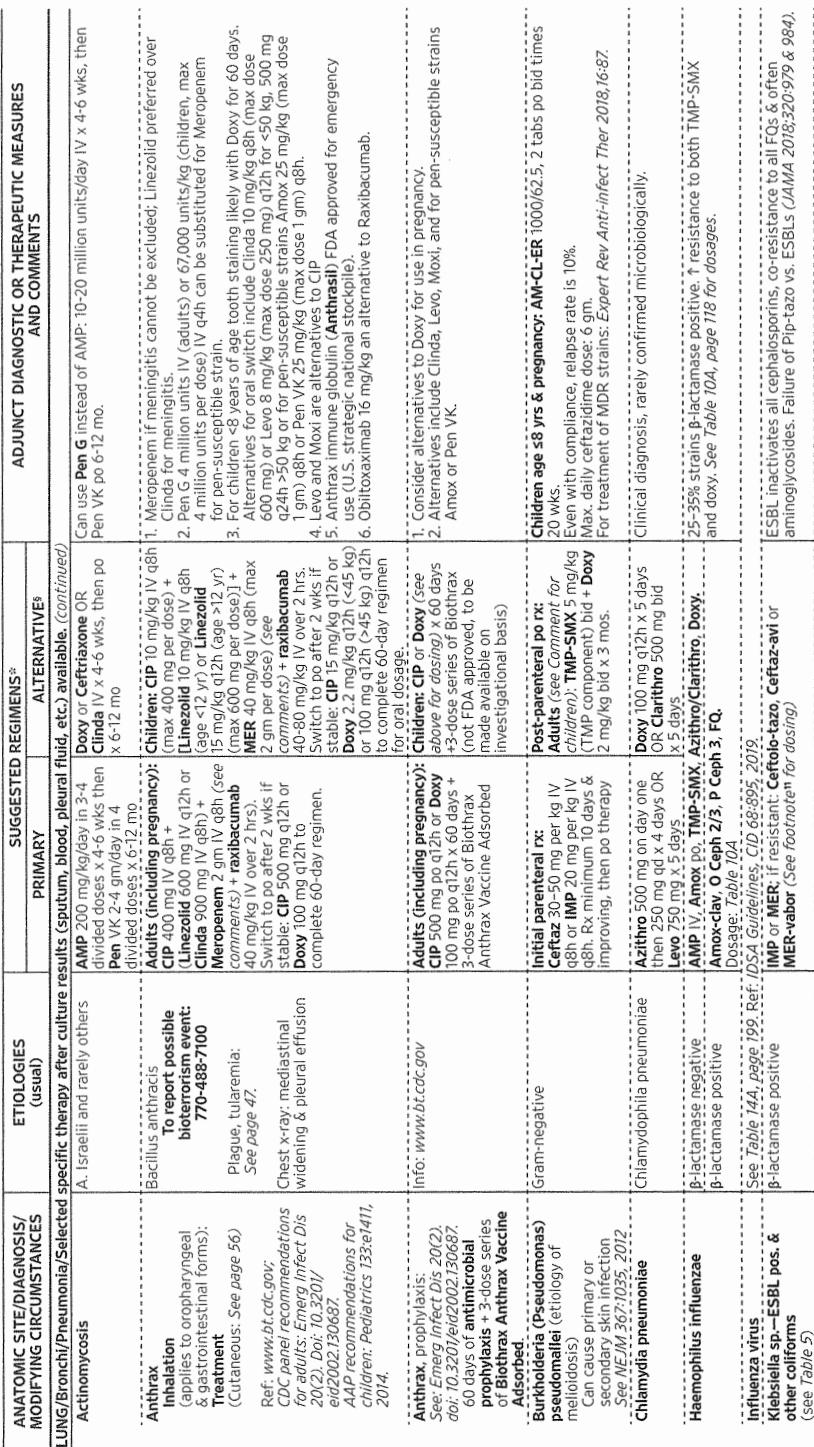 ANATOMIC SITE/DIAGNOSIS/
MODIFYING CIRCUMSTANCES
ETIOLOGIES
(usual)
SUGGESTED REGIMENS*
PRIMARY
ALTERNATIVE§
ADJUNCT DIAGNOSTIC OR THERAPEUTIC MEASURES
AND COMMENTS
LUNG/Bronchi/Pneumonia/Selected specific therapy after culture results (sputum, blood, pleural fluid, etc.) available. (continued)
Actinomycosis
A. Israelii and rarely others
AMP 200 mg/kg/day in 3-4
divided doses x 4-6 wks then
Pen VK 2-4 gm/day in 4
divided doses x 6-12 mo
Doxy or Ceftriaxone OR
Clinda IV x 4-6 wks, then po
x 6-12 mo
Can use Pen G instead of AMP: 10-20 million units/day IV x 4-6 wks, then
Pen VK po 6-12 mo.
Anthrax
Inhalation
(applies to oropharyngeal
& gastrointestinal forms):
Treatment
(Cutaneous: See page 56)
Ref: www.bt.cdc.gov;
CDC panel recommendations
for adults: Emerg Infect Dis
20(2). Doi: 10.3201/
eid2002.130687.
AAP recommendations for
children: Pediatrics 133:e1411,
2014.
Bacillus anthracis
To report possible
bioterrorism event:
770-488-7100
Plague, tularemia:
See page 47.
Chest x-ray: mediastinal
widening & pleural effusion
Adults (including pregnancy):
CIP 400 mg IV q8h +
(Linezolid 600 mg IV q12h or
Clinda 900 mg IV q8h) +
Meropenem 2 gm IV q8h (see
comments) + raxibacumab
40 mg/kg IV over 2 hrs).
Switch to po after 2 wks if
stable: CIP 500 mg q12h or
Doxy 100 mg q12h to
complete 60-day regimen.
Children: CIP 10 mg/kg IV q8h
(max 400 mg per dose) +
[Linezolid 10 mg/kg IV q8h
(age <12 yr) or Linezolid
15 mg/kg q12h (age >12 yr)
(max 600 mg per dose)] +
MER 40 mg/kg IV q8h (max
2 gm per dose) (see
comments) + raxibacumab
40-80 mg/kg IV over 2 hrs.
Switch to po after 2 wks if
stable: CIP 15 mg/kg q12h or
Doxy 2.2 mg/kg q12h (<45 kg)
or 100 mg q12h (>45 kg) q12h
to complete 60-day regimen
for oral dosage.
1. Meropenem if meningitis cannot be excluded; Linezolid preferred over
Clinda for meningitis.
2. Pen G 4 million units IV (adults) or 67,000 units/kg (children, max
4 million units per dose) IV q4h can be substituted for Meropenem
for pen-susceptible strain.
3. For children <8 years of age tooth staining likely with Doxy for 60 days.
Alternatives for oral switch include Clinda 10 mg/kg q8h (max dose
600 mg) or Levo 8 mg/kg (max dose 250 mg) q12h for <50 kg, 500 mg
q24h >50 kg or for pen-susceptible strains Amox 25 mg/kg (max dose
1 gm) q8h or Pen VK 25 mg/kg (max dose 1 gm) q8h.
4. Levo and Moxi are alternatives to CIP
5. Anthrax immune globulin (Anthrasil) FDA approved for emergency
use (U.S. strategic national stockpile).
6. Obiltoxaximab 16 mg/kg an alternative to Raxibacumab.
Anthrax, prophylaxis:
See: Emerg Infect Dis 20(2).
doi: 10.3201/eid2002.130687.
60 days of antimicrobial
prophylaxis + 3-dose series
of Biothrax Anthrax Vaccine
Adsorbed.
Info: www.bt.cdc.gov
Adults (including pregnancy):
CIP 500 mg po q12h or Doxy
100 mg po q12h x 60 days +
3-dose series of Biothrax
Anthrax Vaccine Adsorbed
Children: CIP or Doxy (see
above for dosing) x 60 days
+3-dose series of Biothrax
(not FDA approved, to be
made available on
investigational basis)
1. Consider alternatives to Doxy for use in pregnancy.
2. Alternatives include Clinda, Levo, Moxi, and for pen-susceptible strains
Amox or Pen VK.
Burkholderia (Pseudomonas)
pseudomallei (etiology of
melioidosis)
Can cause primary or
secondary skin infection
See NEJM 367:1035, 2012
Gram-negative
Initial parenteral rx:
Ceftaz 30–50 mg per kg IV
q8h or IMP 20 mg per kg IV
q8h. Rx minimum 10 days &
improving, then po therapy
Post-parenteral po rx:
Adults (see Comment for
children): TMP-SMX 5 mg/kg
(TMP component) bid + Doxy
2 mg/kg bid x 3 mos.
Children age ≤8 yrs & pregnancy: AM-CL-ER 1000/62.5, 2 tabs po bid times
20 wks.
Even with compliance, relapse rate is 10%.
Max. daily ceftazidime dose: 6 gm.
For treatment of MDR strains: Expert Rev Anti-infect Ther 2018,16:87.
Chlamydia pneumoniae
Chlamydophila pneumoniae
Azithro 500 mg on day one
then 250 mg qd x 4 days OR
Levo 750 mg x 5 days
Doxy 100 mg q12h x 5 days
OR Clarithro 500 mg bid
x 5 days
Clinical diagnosis, rarely confirmed microbiologically.
Haemophilus influenzae
β-lactamase negative
AMP IV, Amox po, TMP-SMX, Azithro/Clarithro, Doxy.
β-lactamase positive
Amox-clav, O Ceph 2/3, P Ceph 3, FQ.
Dosage: Table 10A
25–35% strains β-lactamase positive. ↑ resistance to both TMP-SMX
and doxy. See Table 10A, page 118 for dosages.
Influenza virus
See Table 14A, page 199. Ref: IDSA Guidelines, CID 68:895, 2019.
Klebsiella sp.—ESBL pos. &
other coliforms
(see Table 5)
β-lactamase positive
IMP or MER; if resistant: Ceftolo-tazo, Ceftaz-avi or
MER-vabor (See footnote¶¶ for dosing)
ESBL inactivates all cephalosporins, co-resistance to all FQs & often
aminoglycosides. Failure of Pip-tazo vs. ESBLs (JAMA 2018;320:979 & 984).